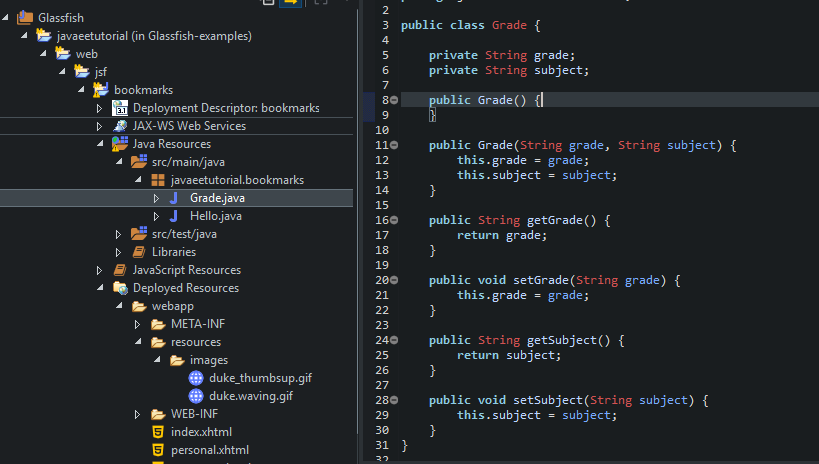 Glassfish
javaeetutorial (in Glassfish-examples)
web
jsf
bookmarks
3.1
Deployment Descriptor: bookmarks
JAX-WS Web Services
Java Resources
src/main/java
javaeetutorial.bookmarks
J Grade.java
J Hello.java
src/test/java
Libraries
JavaScript Resources
Deployed Resources
webapp
META-INF
resources
images
duke_thumbsup.gif
duke.waving.gif
WEB-INF
5 index.xhtml
5 personal.xhtml
2
3 public class Grade {
4
5 private String grade;
6 private String subject;
7
8 public Grade() {
9 }
10
11 public Grade(String grade, String subject) {
12 this.grade = grade;
13 this.subject = subject;
14 }
15
16 public String getGrade() {
17 return grade;
18 }
19
20 public void setGrade(String grade) {
21 this.grade = grade;
22 }
23
24 public String getSubject() {
25 return subject;
26 }
27
28 public void setSubject(String subject) {
29 this.subject = subject;
30 }
31 }
32